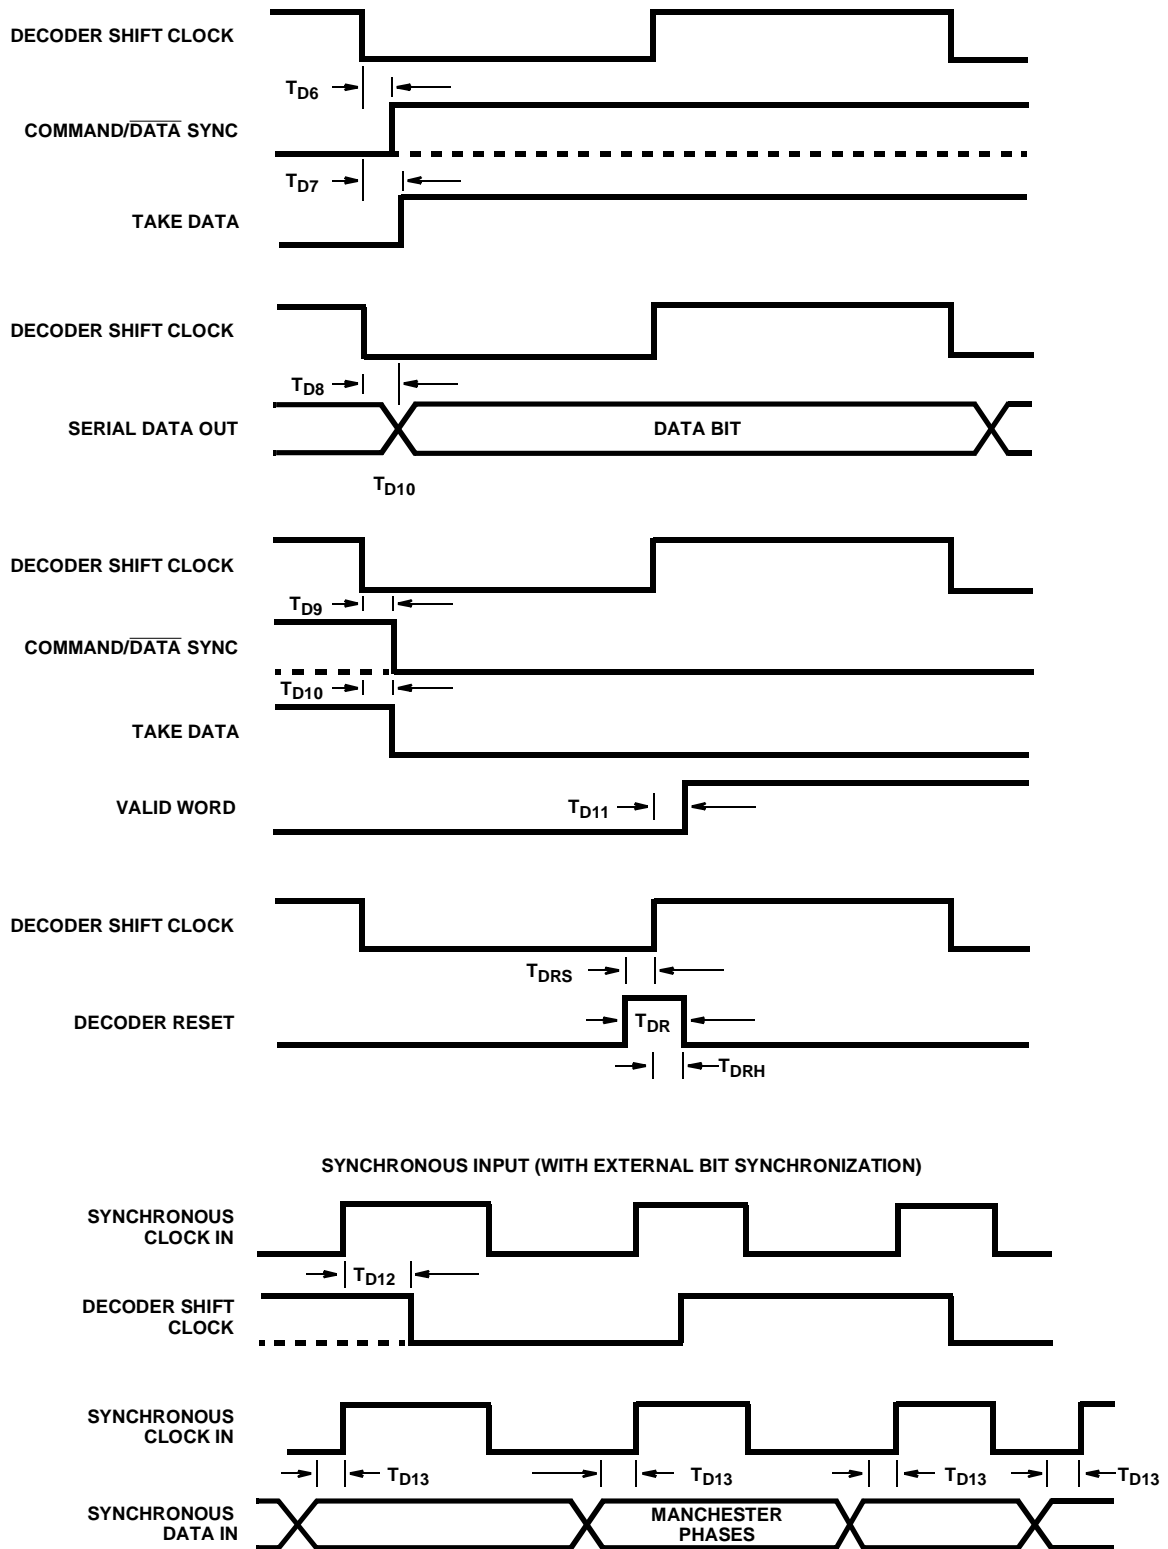 DECODER SHIFT CLOCK
TD6
COMMAND/DATA SYNC
TD7
TAKE DATA
DECODER SHIFT CLOCK
TD8
SERIAL DATA OUT
DATA BIT
TD10
DECODER SHIFT CLOCK
TD9
COMMAND/DATA SYNC
TD10
TAKE DATA
VALID WORD
TD11
DECODER SHIFT CLOCK
TDRS
DECODER RESET
TDR
TDRH
SYNCHRONOUS INPUT (WITH EXTERNAL BIT SYNCHRONIZATION)
SYNCHRONOUS
CLOCK IN
TD12
DECODER SHIFT
CLOCK
SYNCHRONOUS
CLOCK IN
TD13 TD13 TD13 TD13
SYNCHRONOUS
DATA IN
MANCHESTER
PHASES